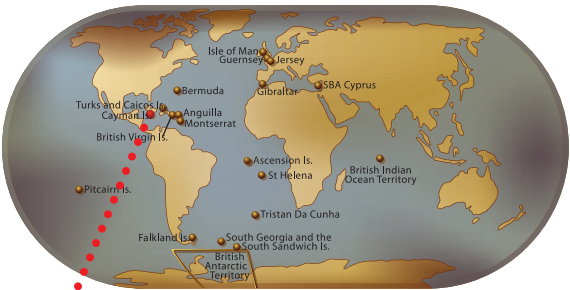 Isle of Man
Guernsey
Jersey
Gibraltar
SBA Cyprus
Bermuda
Turks and Caicos Is.
Cayman Is.
Anguilla
Montserrat
British Virgin Is.
Ascension Is.
St Helena
British Indian
Ocean Territory
Pitcairn Is.
Tristan Da Cunha
Falkland Is.
South Georgia and the
South Sandwich Is.
British
Antarctic
Territory